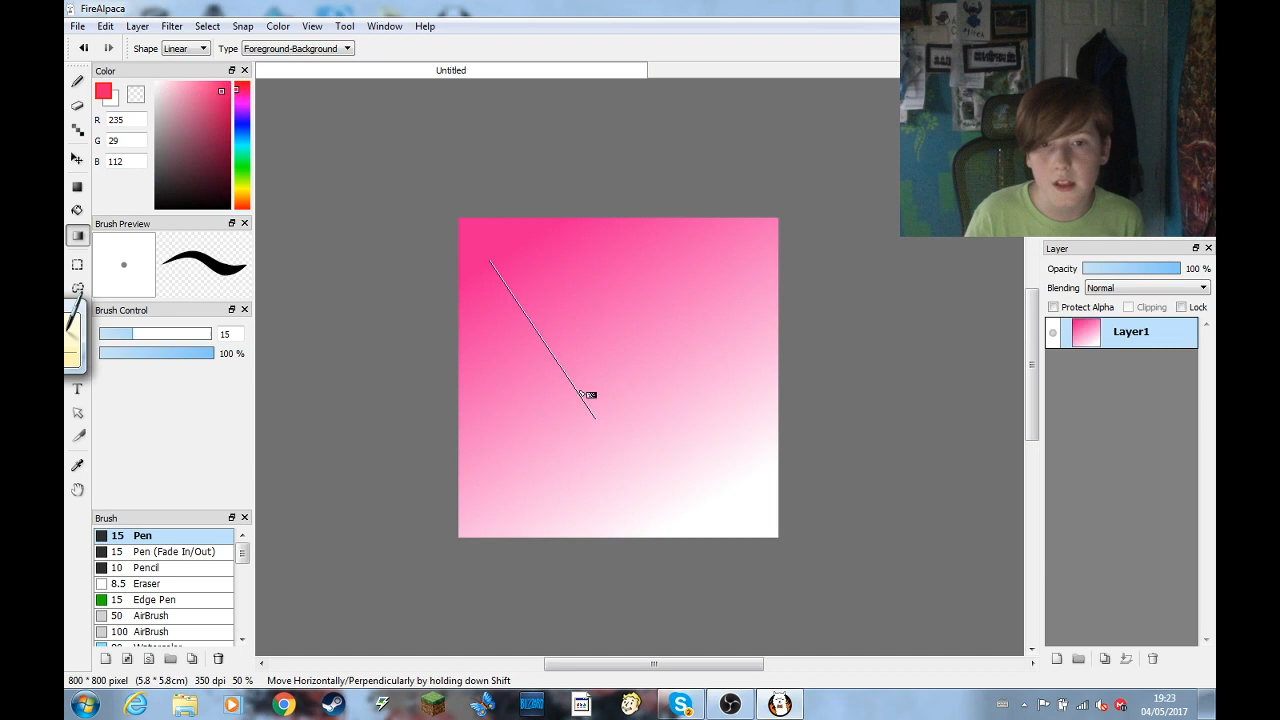 FireAlpaca
File Edit Layer Filter Select Snap Color View Tool Window Help
Shape Linear Type Foreground-Background
Color
Untitled
R 235
G 29
B 112
Brush Preview
Brush Control
15
100 %
Layer
Opacity 100 %
Blending Normal
Protect Alpha Clipping Lock
Layer1
T
Brush
15 Pen
15 Pen (Fade In/Out)
10 Pencil
8.5 Eraser
15 Edge Pen
50 AirBrush
100 AirBrush
800 * 800 pixel (5.8 * 5.8cm) 350 dpi 50 % Move Horizontally/Perpendicularly by holding down Shift
19:23
04/05/2017